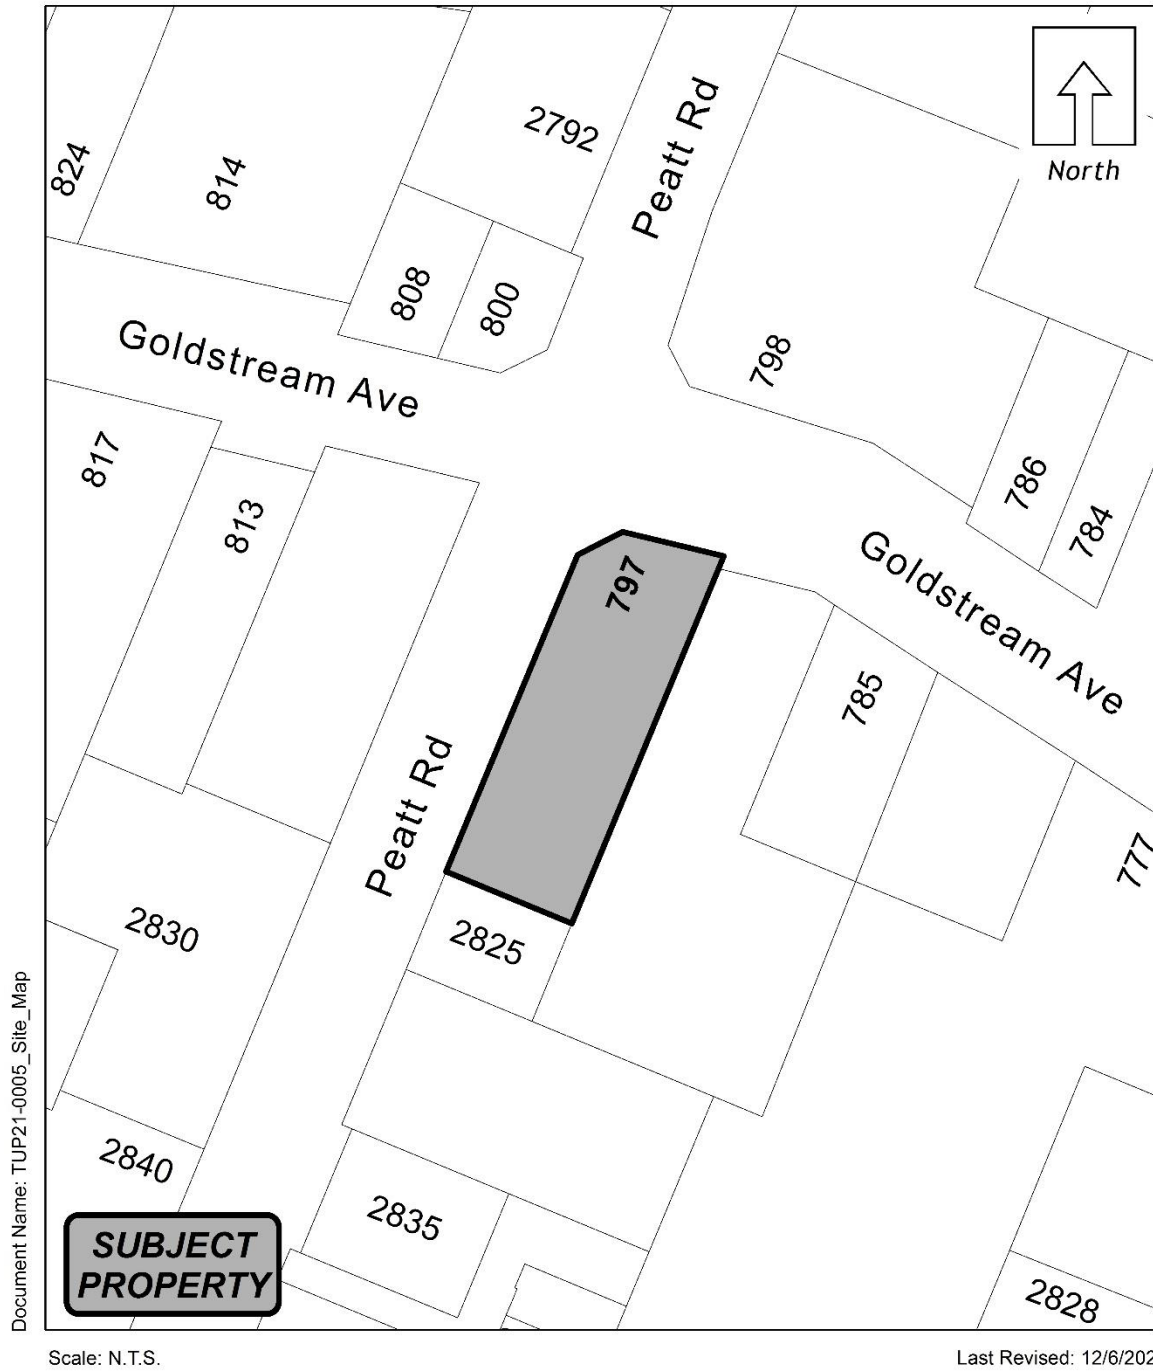 2792
Peatt Rd
North
824
814
808
800
798
Goldstream Ave
817
813
786
784
797
Goldstream Ave
785
Peatt Rd
777
2830
2825
2840
2835
2828
SUBJECT
PROPERTY
Document Name: TUP21-0005_Site_Map
Scale: N.T.S.
Last Revised: 12/6/202